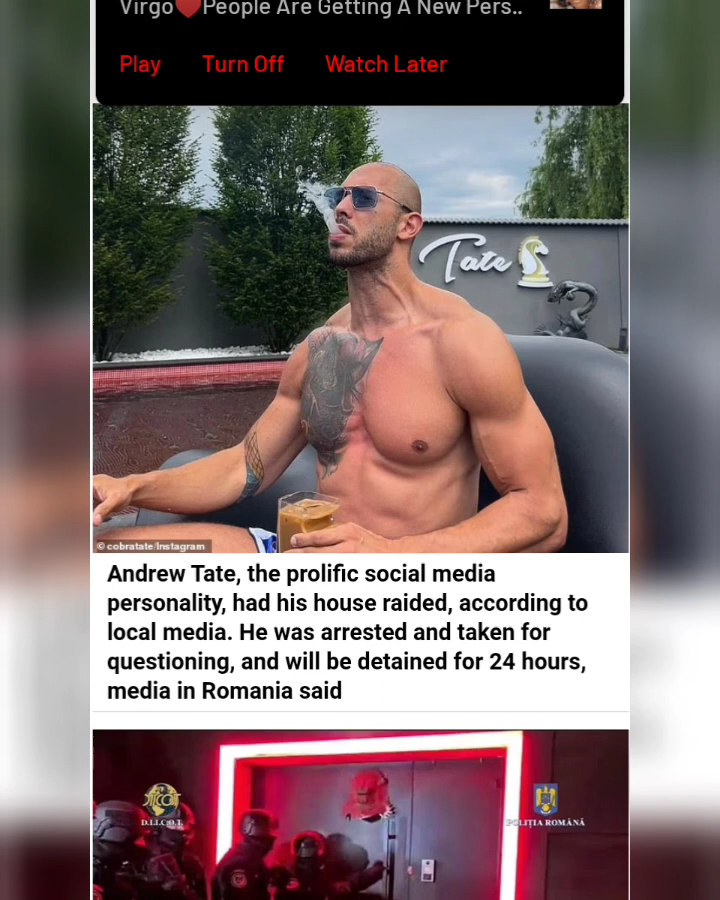 Virgo❤️People Are Getting A New Pers..
Play Turn Off Watch Later
Tate
© cobratate/Instagram
Andrew Tate, the prolific social media
personality, had his house raided, according to
local media. He was arrested and taken for
questioning, and will be detained for 24 hours,
media in Romania said
D.I.I.C.O.T.
POLIȚIA ROMÂNĂ